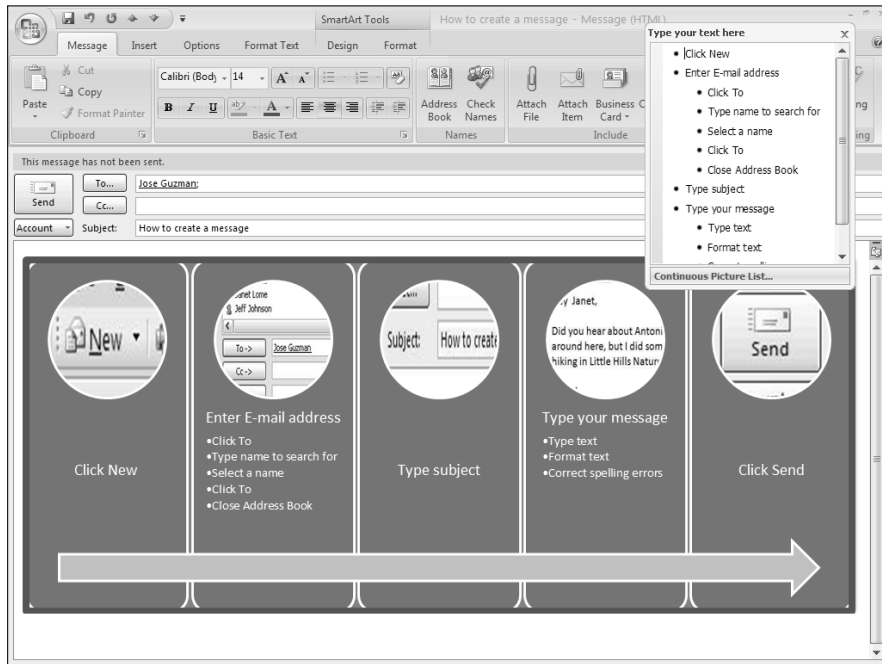 SmartArt Tools
How to create a message - Message (HTML)
Message Insert Options Format Text Design Format
Paste
Cut
Copy
Format Painter
Clipboard
Calibri (Body 14
B I U
Basic Text
Address Book
Check Names
Names
Attach File
Attach Item
Business Card
Include
Type your text here
• Click New
• Enter E-mail address
• Click To
• Type name to search for
• Select a name
• Click To
• Close Address Book
• Type subject
• Type your message
• Type text
• Format text
Continuous Picture List...
This message has not been sent.
Send
To... Jose Guzman;
Cc...
Account Subject: How to create a message
New
Click New
Janet Lorne
Jeff Johnson
To -> Jose Guzman
Cc ->
Enter E-mail address
•Click To
•Type name to search for
•Select a name
•Click To
•Close Address Book
Subject: How to create
Type subject
Janet,
Did you hear about Antoni
around here, but I did som
hiking in Little Hills Natur
Type your message
•Type text
•Format text
•Correct spelling errors
Send
Click Send